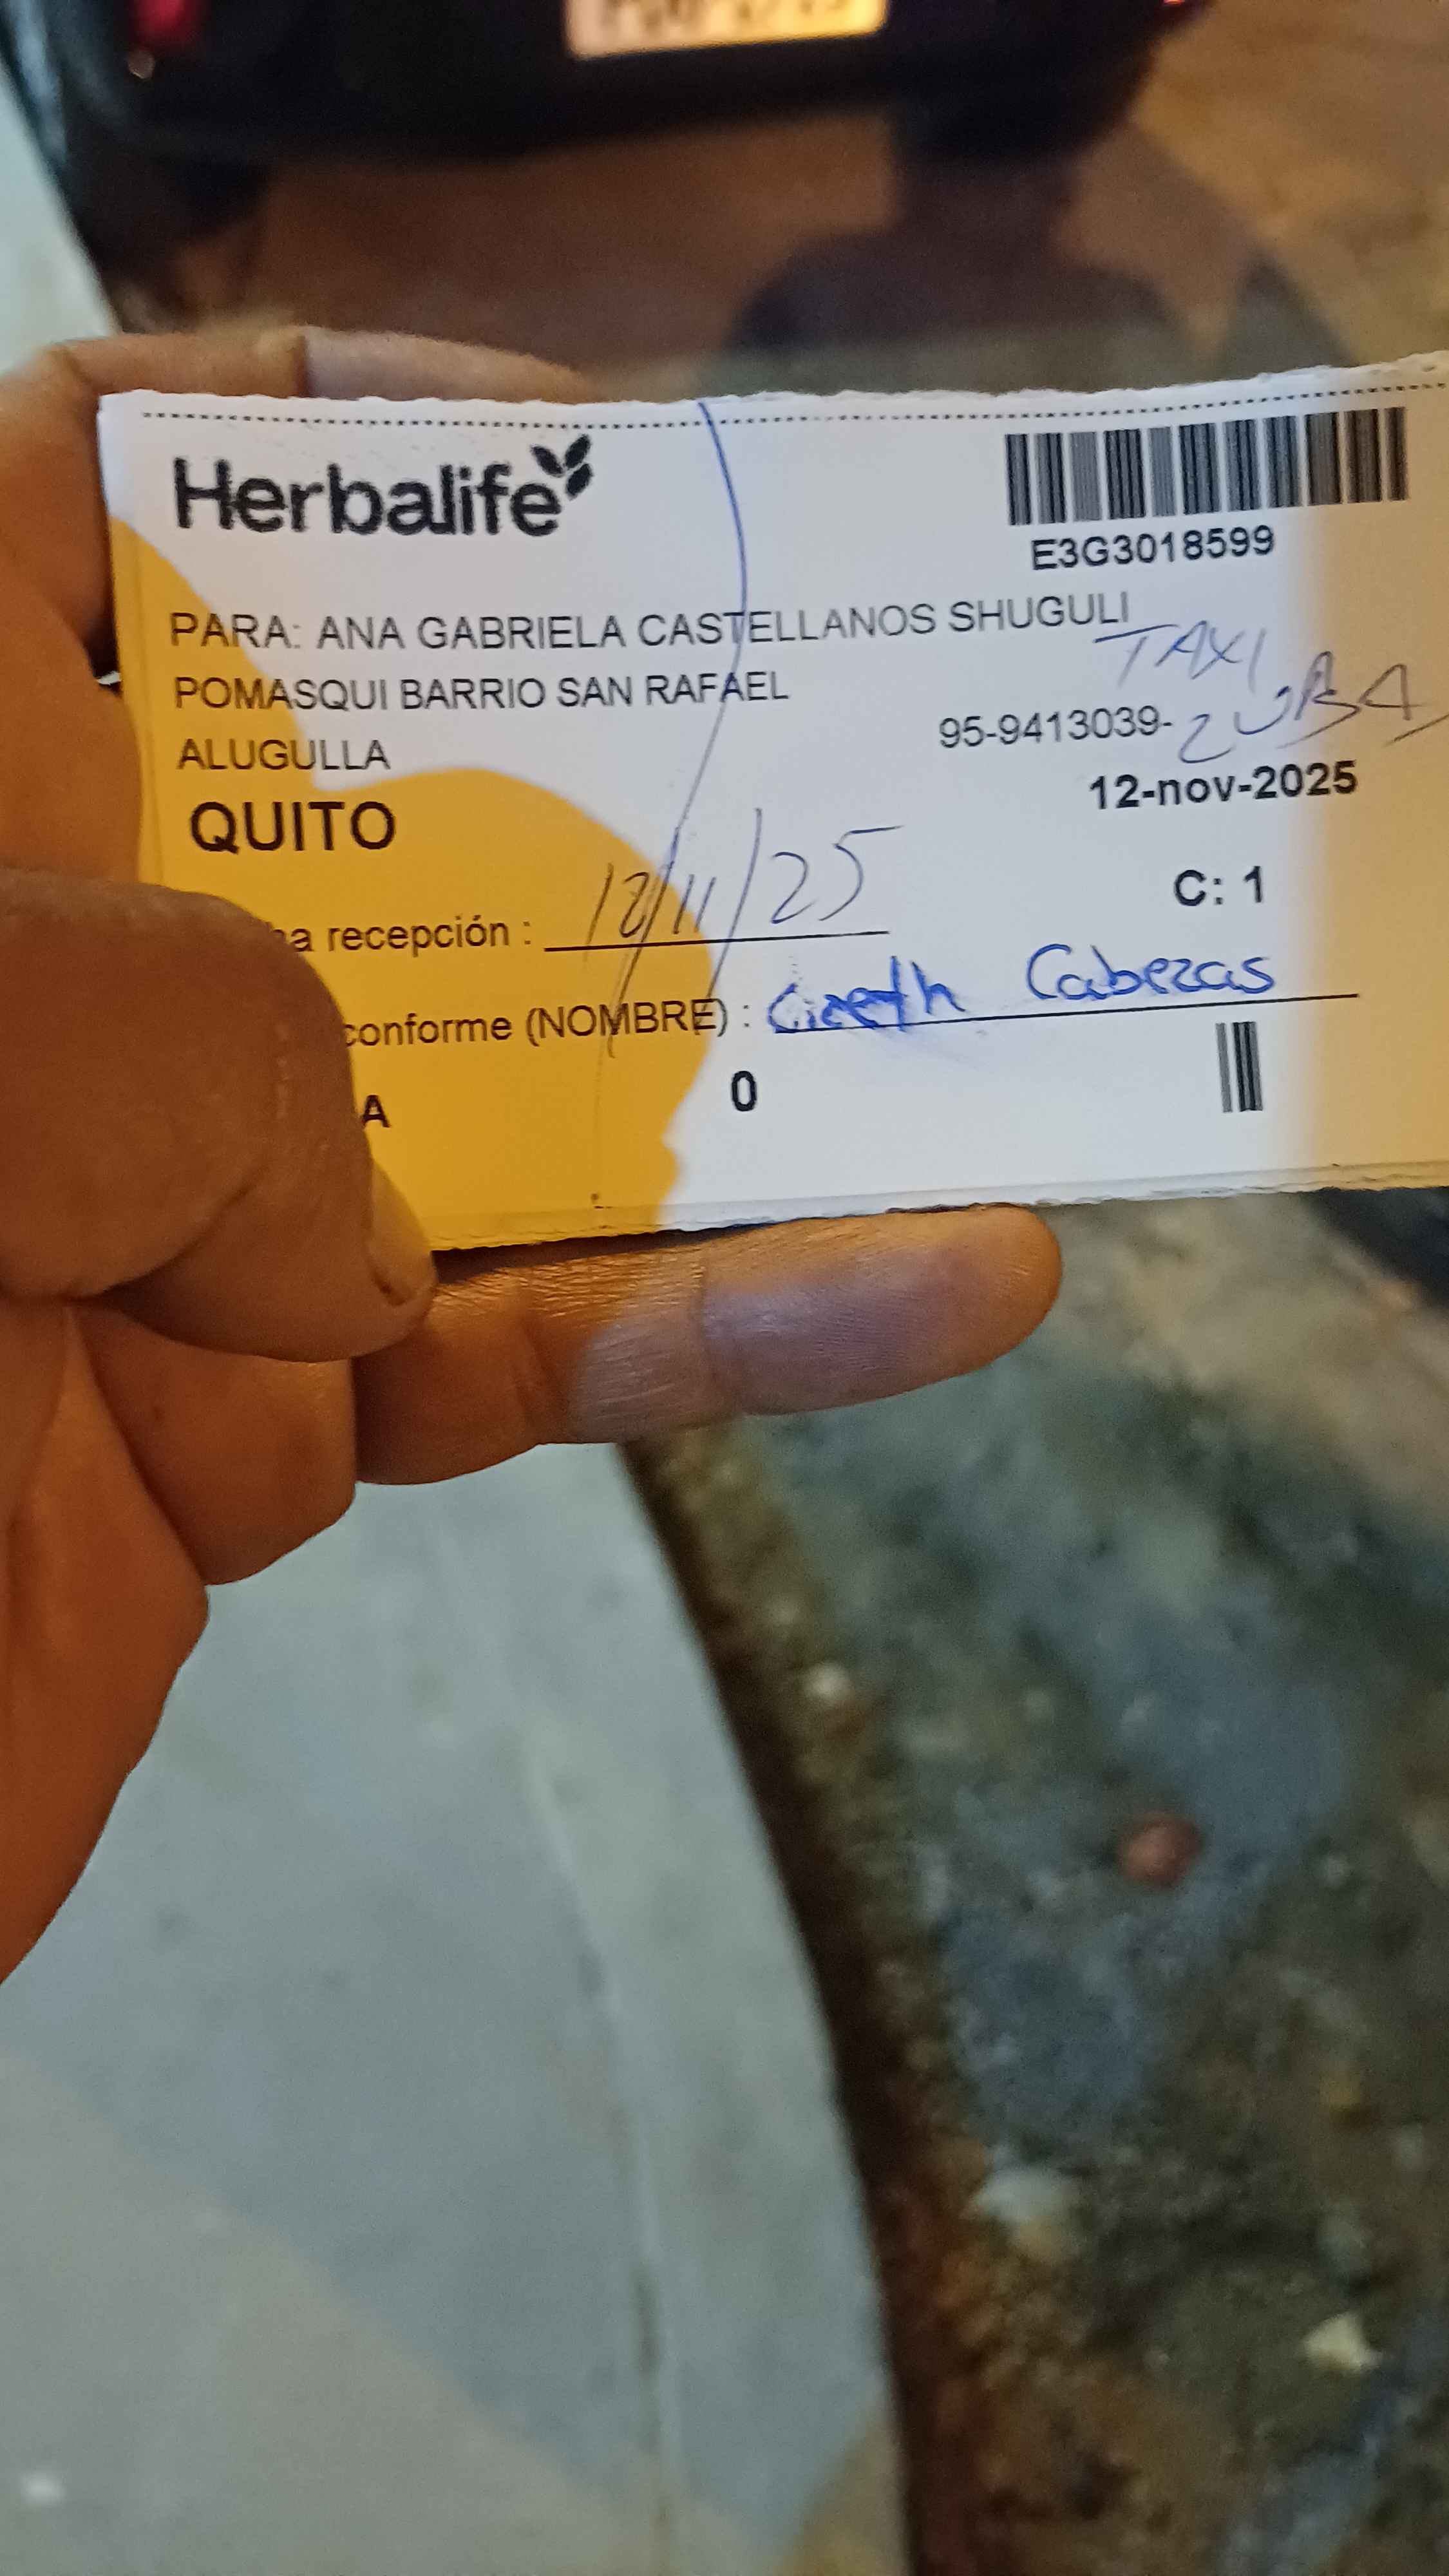 Herbalife
E3G3018599
PARA: ANA GABRIELA CASTELLANOS SHUGULI
TAXI
POMASQUI BARRIO SAN RAFAEL
95-9413039-
ALUGULLA
12-nov-2025
QUITO
C: 1
ha recepción : 12/11/25
conforme (NOMBRE) : Cabezas
A
0